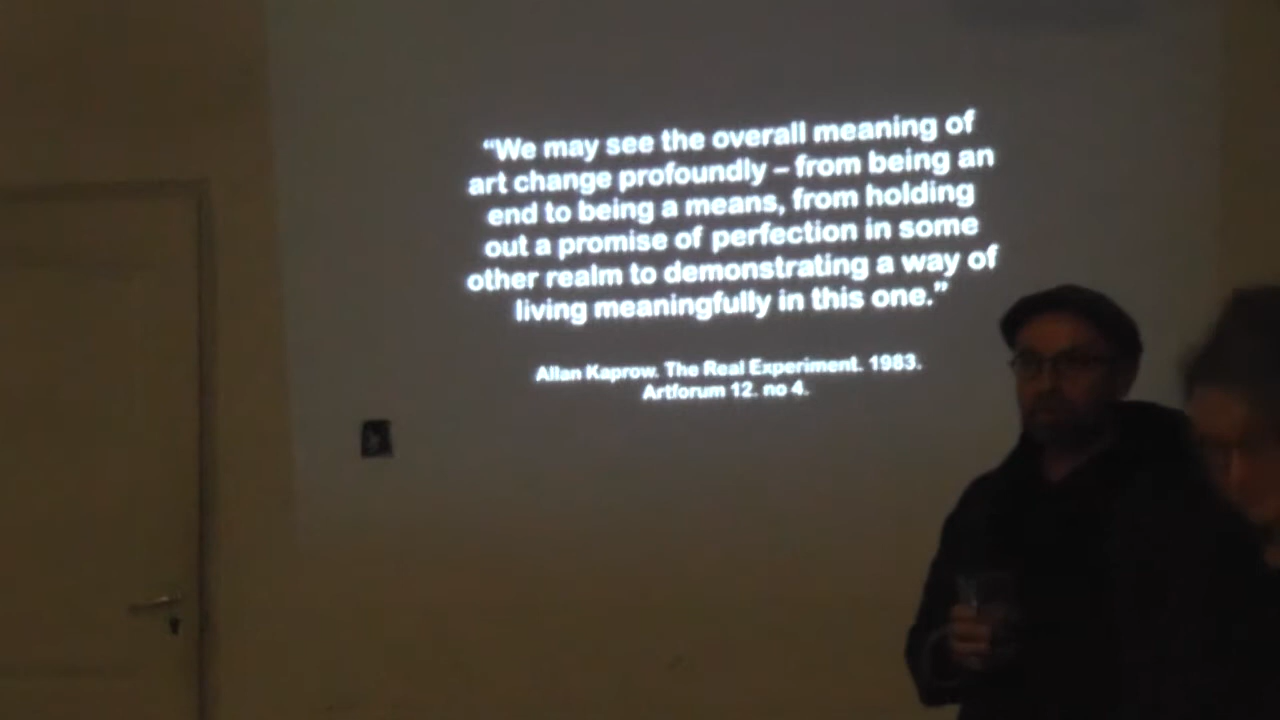 “We may see the overall meaning of
art change profoundly – from being an
end to being a means, from holding
out a promise of perfection in some
other realm to demonstrating a way of
living meaningfully in this one.”
Allan Kaprow. The Real Experiment. 1983.
Artforum 12. no 4.